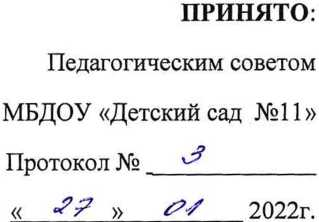 ПРИНЯТО:
Педагогическим советом
МБДОУ «Детский сад №11»
Протокол № 3
« 27 » 01 2022г.